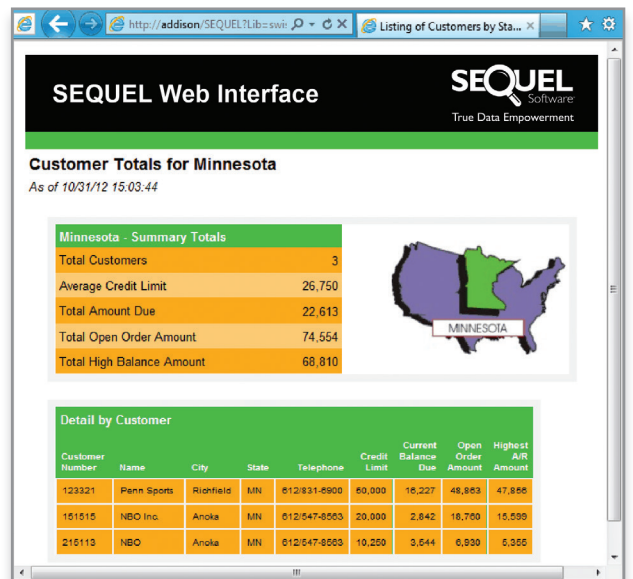 http://addison/SEQUEL?Lib=swi
Listing of Customers by Sta...
SEQUEL Web Interface
SEQUEL
Software
True Data Empowerment
Customer Totals for Minnesota
As of 10/31/12 15:03:44
Minnesota - Summary Totals
Total Customers 3
Average Credit Limit 26,750
Total Amount Due 22,613
Total Open Order Amount 74,554
Total High Balance Amount 68,810
MINNESOTA
Detail by Customer
Customer Number Name City State Telephone Credit Limit Current Balance Due Open Order Amount Highest A/R Amount
123321 Penn Sports Richfield MN 612/831-6900 50,000 16,227 48,863 47,856
151515 NBO Inc. Anoka MN 612/547-8563 20,000 2,842 18,760 15,599
215113 NBO Anoka MN 612/547-8563 10,250 3,544 6,930 5,355